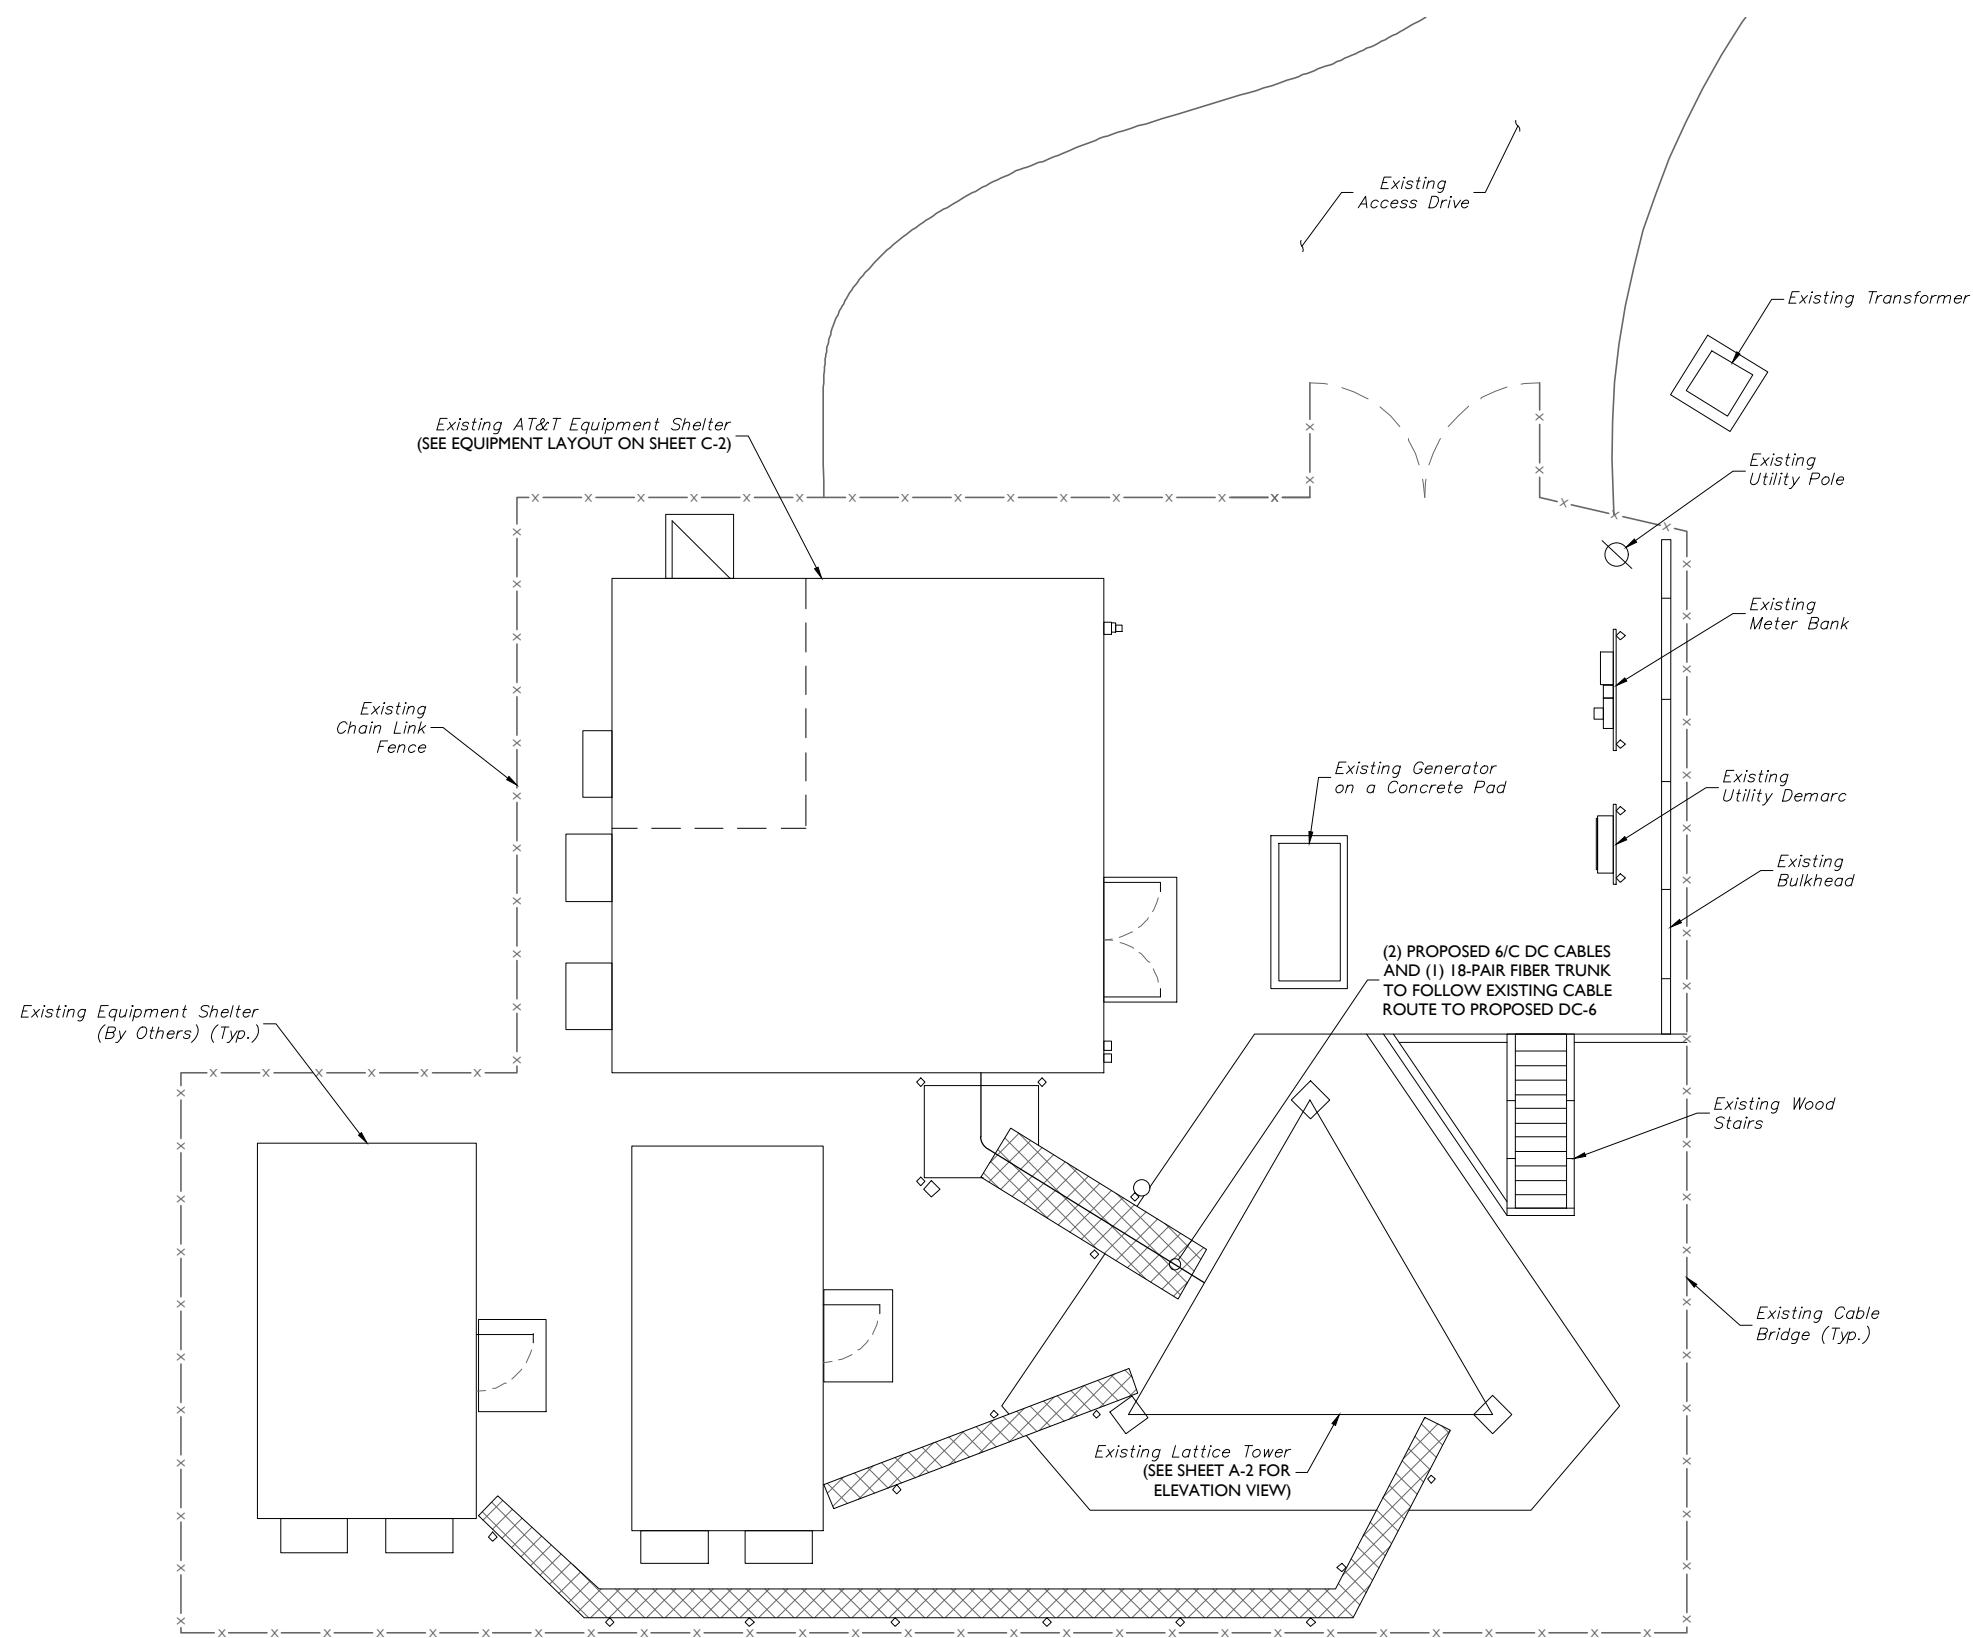 Existing
Access Drive
Existing Transformer
Existing AT&T Equipment Shelter
(SEE EQUIPMENT LAYOUT ON SHEET C-2)
Existing
Utility Pole
Existing
Meter Bank
Existing
Chain Link
Fence
Existing Generator
on a Concrete Pad
Existing
Utility Demarc
Existing
Bulkhead
(2) PROPOSED 6/C DC CABLES
AND (1) 18-PAIR FIBER TRUNK
TO FOLLOW EXISTING CABLE
ROUTE TO PROPOSED DC-6
Existing Equipment Shelter
(By Others) (Typ.)
Existing Wood
Stairs
Existing Cable
Bridge (Typ.)
Existing Lattice Tower
(SEE SHEET A-2 FOR
ELEVATION VIEW)